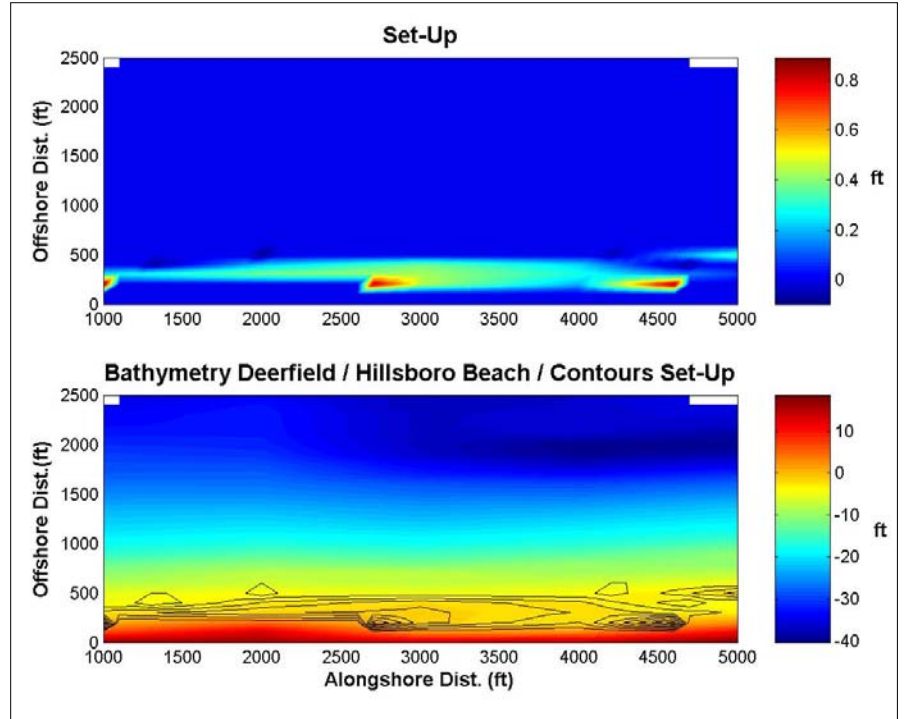 Set-Up
Offshore Dist. (ft)
2500
2000
1500
1000
500
0
1000 1500 2000 2500 3000 3500 4000 4500 5000
0.8
0.6
0.4
0.2
0
ft
Bathymetry Deerfield / Hillsboro Beach / Contours Set-Up
Offshore Dist.(ft)
2500
2000
1500
1000
500
0
1000 1500 2000 2500 3000 3500 4000 4500 5000
Alongshore Dist. (ft)
10
0
-10
-20
-30
-40
ft